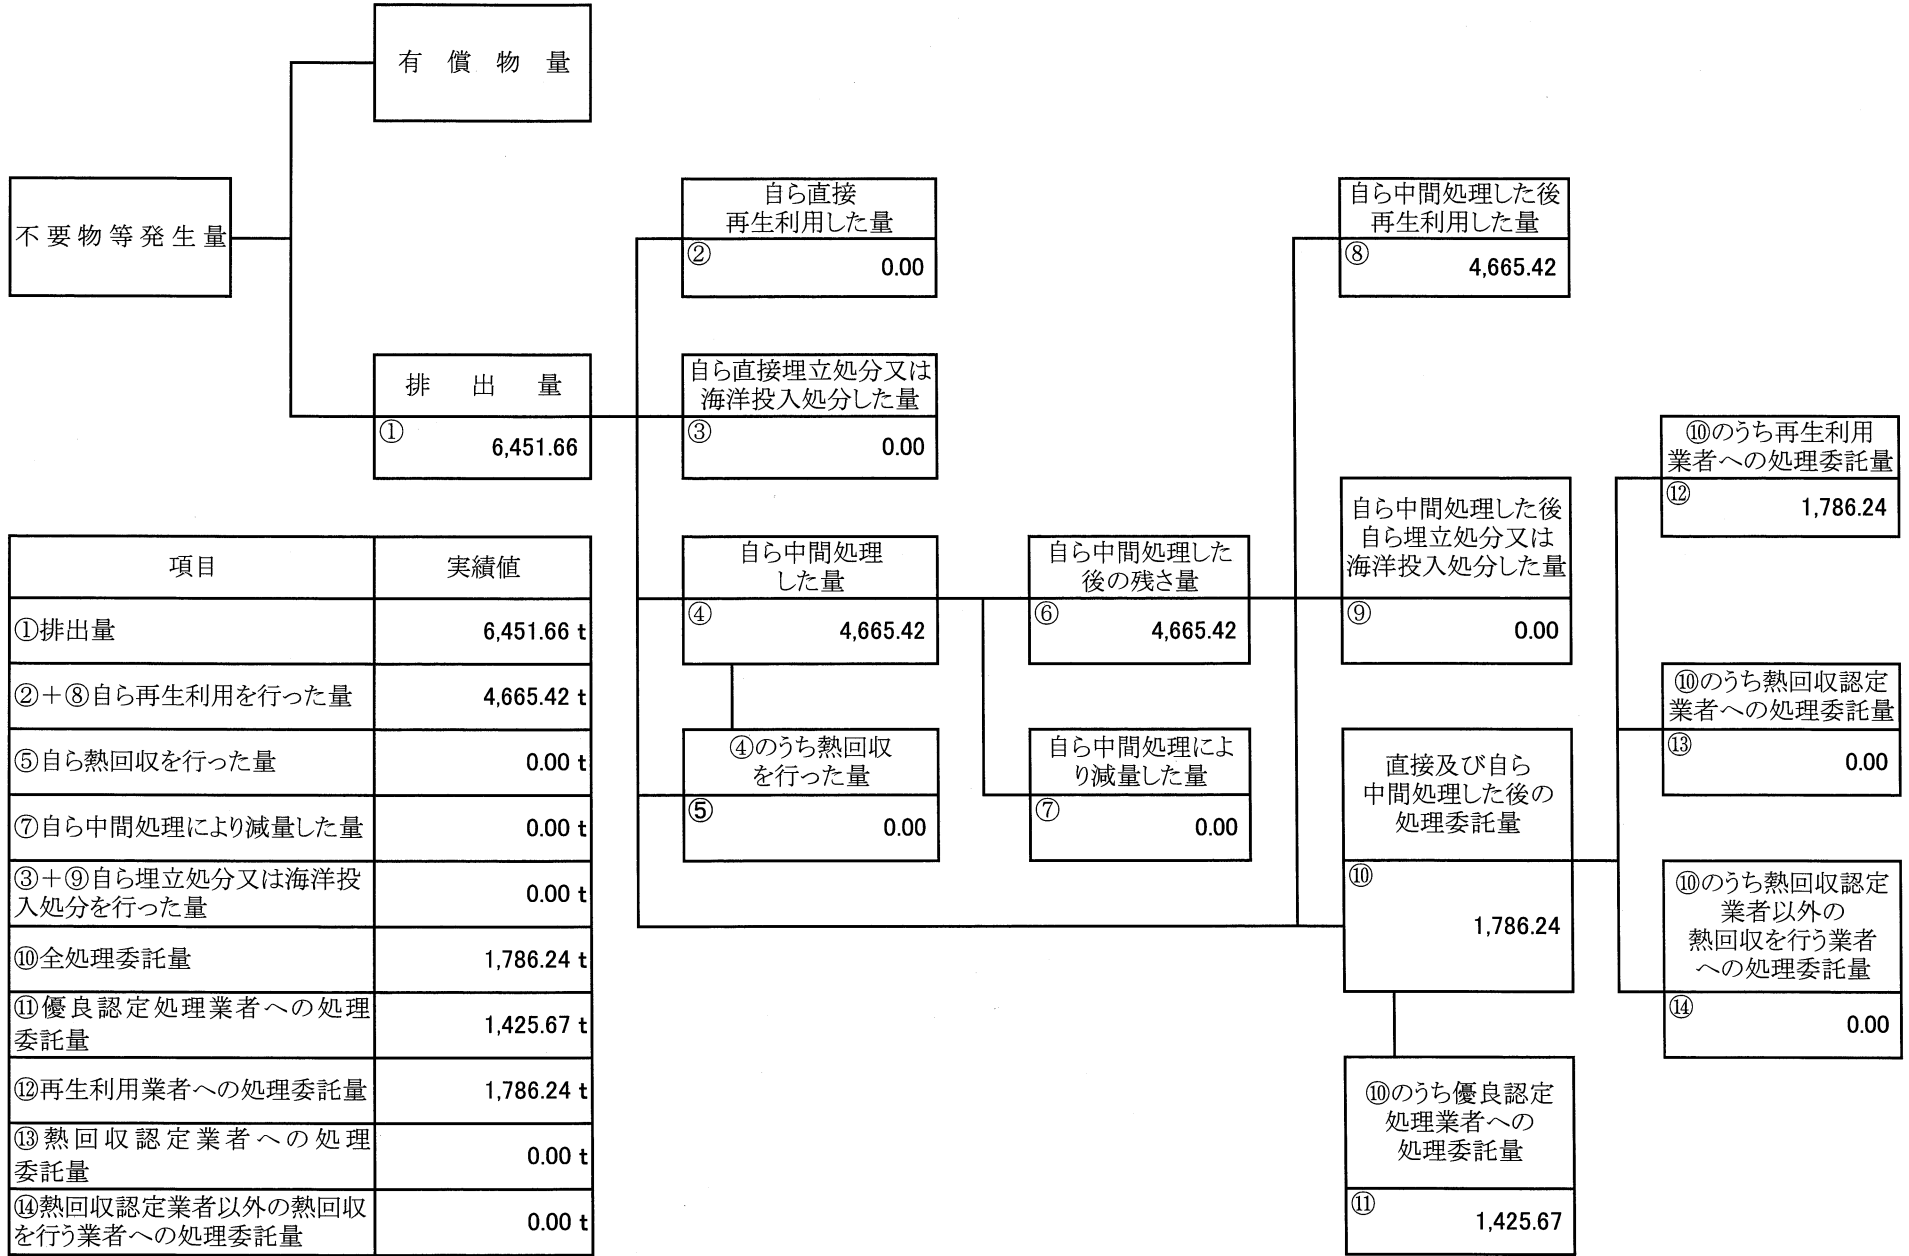 有償物量
不要物等発生量
排出量
①
6,451.66
自ら直接
再生利用した量
②
0.00
自ら直接埋立処分又は
海洋投入処分した量
③
0.00
自ら中間処理
した量
④
4,665.42
④のうち熱回収
を行った量
⑤
0.00
自ら中間処理した
後の残さ量
⑥
4,665.42
自ら中間処理によ
り減量した量
⑦
0.00
自ら中間処理した後
再生利用した量
⑧
4,665.42
自ら中間処理した後
自ら埋立処分又は
海洋投入処分した量
⑨
0.00
直接及び自ら
中間処理した後の
処理委託量
⑩
1,786.24
⑩のうち優良認定
処理業者への
処理委託量
⑪
1,425.67
⑩のうち再生利用
業者への処理委託量
⑫
1,786.24
⑩のうち熱回収認定
業者への処理委託量
⑬
0.00
⑩のうち熱回収認定
業者以外の
熱回収を行う業者
への処理委託量
⑭
0.00
項目 実績値
①排出量 6,451.66 t
②+⑧自ら再生利用を行った量 4,665.42 t
⑤自ら熱回収を行った量 0.00 t
⑦自ら中間処理により減量した量 0.00 t
③+⑨自ら埋立処分又は海洋投
入処分を行った量 0.00 t
⑩全処理委託量 1,786.24 t
⑪優良認定処理業者への処理
委託量 1,425.67 t
⑫再生利用業者への処理委託量 1,786.24 t
⑬熱回収認定業者への処理
委託量 0.00 t
⑭熱回収認定業者以外の熱回収
を行う業者への処理委託量 0.00 t